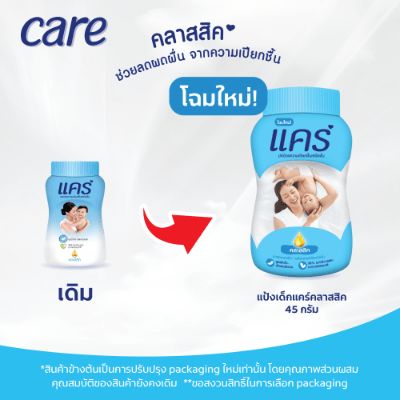 care
คลาสสิค
ช่วยลดผดผื่น จากความเปียกชื้น
โฉมใหม่!
โฉมใหม่
แคร์
แคร์
คลาสสิค
เดิม
แป้งเด็กแคร์คลาสสิค
45 กรัม
*สินค้าข้างต้นเป็นการปรับปรุง packaging ใหม่เท่านั้น โดยคุณภาพส่วนผสม
คุณสมบัติของสินค้ายังคงเดิม **ขอสงวนสิทธิ์ในการเลือก packaging